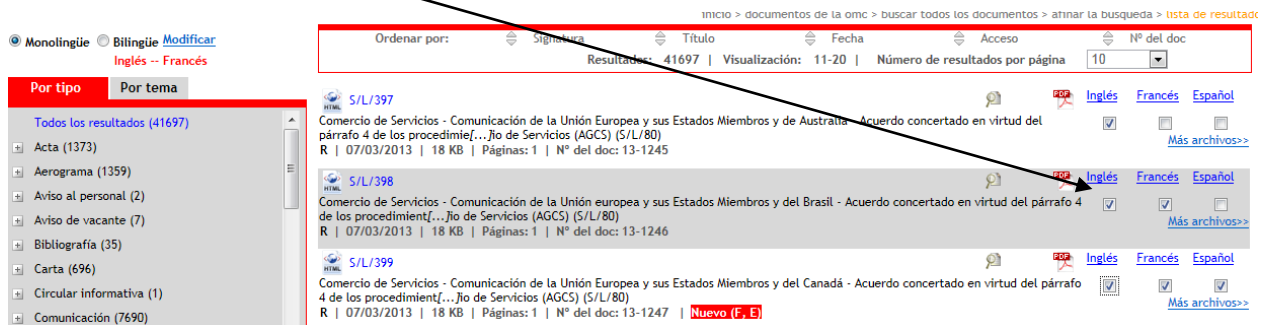 inicio > documentos de la omc > buscar todos los documentos > afinar la busqueda > lista de resultado
Monolingüe Bilingüe Modificar
Inglés -- Francés
Por tipo Por tema
Todos los resultados (41697)
Acta (1373)
Aerograma (1359)
Aviso al personal (2)
Aviso de vacante (7)
Bibliografía (35)
Carta (696)
Circular informativa (1)
Comunicación (7690)
Ordenar por: Signatura Título Fecha Acceso Nº del doc
Resultados: 41697 | Visualización: 11-20 | Número de resultados por página 10
HTML S/L/397 PDF Inglés Francés Español
Comercio de Servicios - Comunicación de la Unión Europea y sus Estados Miembros y de Australia - Acuerdo concertado en virtud del
párrafo 4 de los procedimie[...]io de Servicios (AGCS) (S/L/80)
Más archivos>>
R | 07/03/2013 | 18 KB | Páginas: 1 | Nº del doc: 13-1245
HTML S/L/398 PDF Inglés Francés Español
Comercio de Servicios - Comunicación de la Unión europea y sus Estados Miembros y del Brasil - Acuerdo concertado en virtud del párrafo 4
de los procedimient[...]io de Servicios (AGCS) (S/L/80)
Más archivos>>
R | 07/03/2013 | 18 KB | Páginas: 1 | Nº del doc: 13-1246
HTML S/L/399 PDF Inglés Francés Español
Comercio de Servicios - Comunicación de la Unión Europea y sus Estados Miembros y del Canadá - Acuerdo concertado en virtud del párrafo
4 de los procedimient[...]io de Servicios (AGCS) (S/L/80)
Más archivos>>
R | 07/03/2013 | 18 KB | Páginas: 1 | Nº del doc: 13-1247 | Nuevo (F, E)